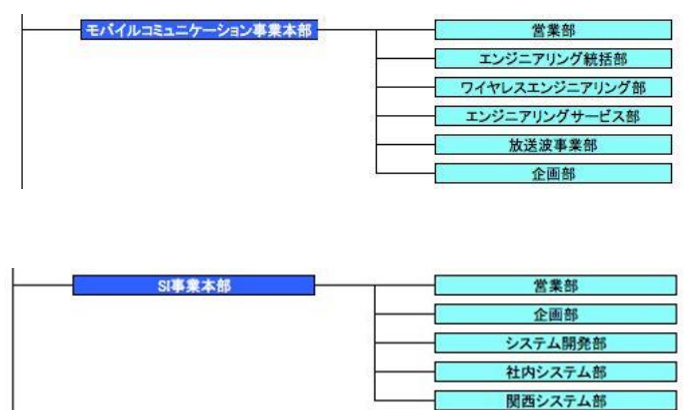 モバイルコミュニケーション事業本部
営業部
エンジニアリング統括部
ワイヤレスエンジニアリング部
エンジニアリングサービス部
放送波事業部
企画部
SI事業本部
営業部
企画部
システム開発部
社内システム部
関西システム部